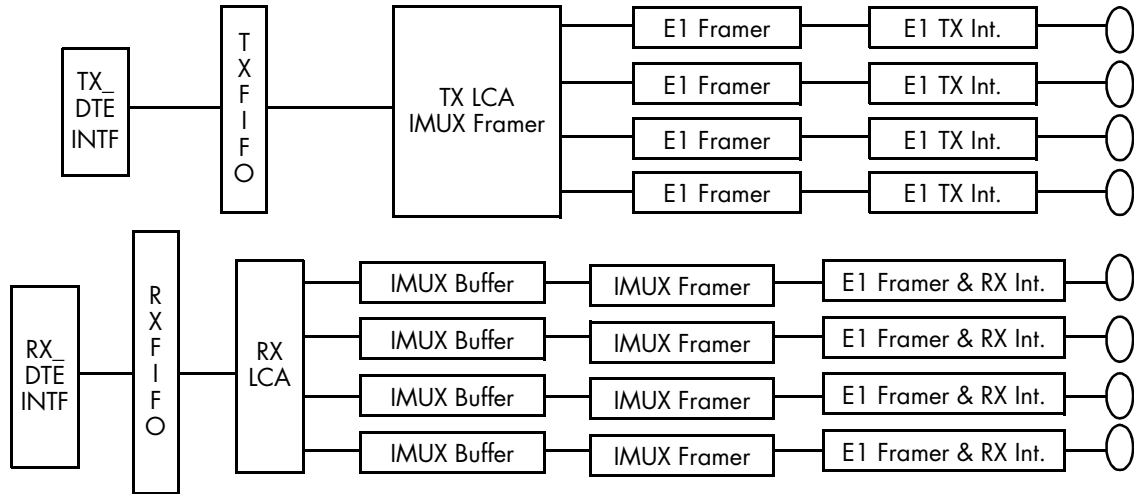 TX_
DTE
INTF
T
X
F
I
F
O
TX LCA
IMUX Framer
E1 Framer
E1 TX Int.
E1 Framer
E1 TX Int.
E1 Framer
E1 TX Int.
E1 Framer
E1 TX Int.
RX_
DTE
INTF
R
X
F
I
F
O
RX
LCA
IMUX Buffer
IMUX Framer
E1 Framer & RX Int.
IMUX Buffer
IMUX Framer
E1 Framer & RX Int.
IMUX Buffer
IMUX Framer
E1 Framer & RX Int.
IMUX Buffer
IMUX Framer
E1 Framer & RX Int.